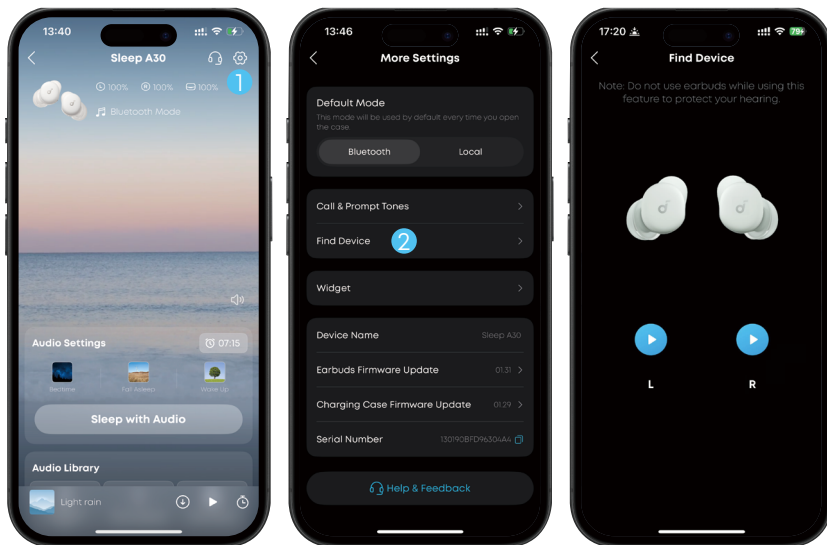 13:40
Sleep A30
100% 100% 100%
1
Bluetooth Mode
Audio Settings
07:15
Bedtime
Fall Asleep
Wake Up
Sleep with Audio
Audio Library
Light rain
13:46
More Settings
Default Mode
This mode will be used by default every time you open
the case
Bluetooth
Local
Call & Prompt Tones
Find Device
2
Widget
Device Name
Sleep A30
Earbuds Firmware Update
01.31
Charging Case Firmware Update
01.29
Serial Number
130190BFD96304A4
Help & Feedback
17:20
79
Find Device
Note: Do not use earbuds while using this
feature to protect your hearing.
L
R